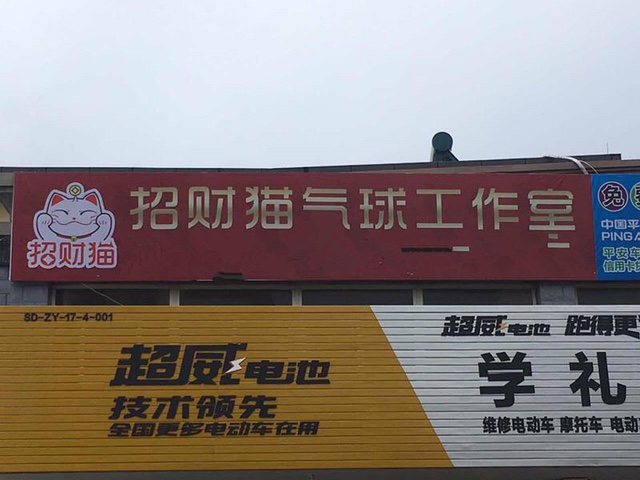 招财猫气球工作室
招财猫
免
中国平
PING A
平安车
信用卡
SD-ZY-17-4-001
超威电池
技术领先
全国更多电动车在用
超威电池 跑得更
学礼
维修电动车 摩托车 电动